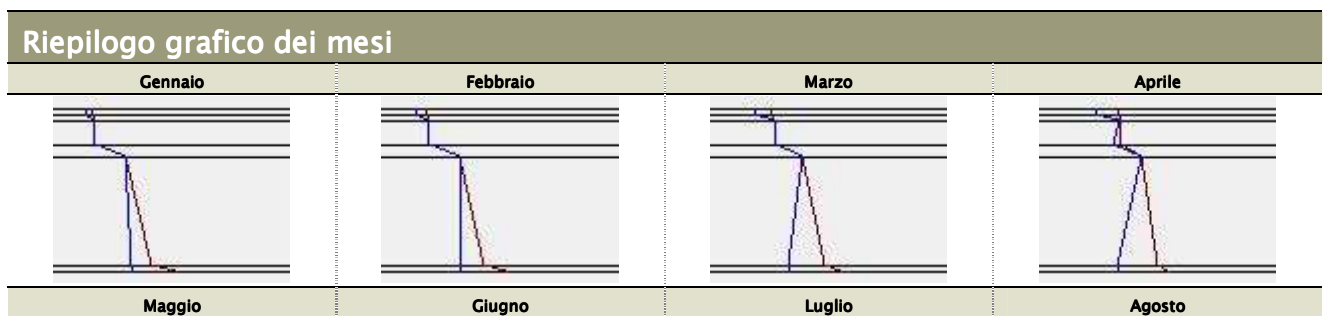 Riepilogo grafico dei mesi
Gennaio Febbraio Marzo Aprile
Maggio Giugno Luglio Agosto